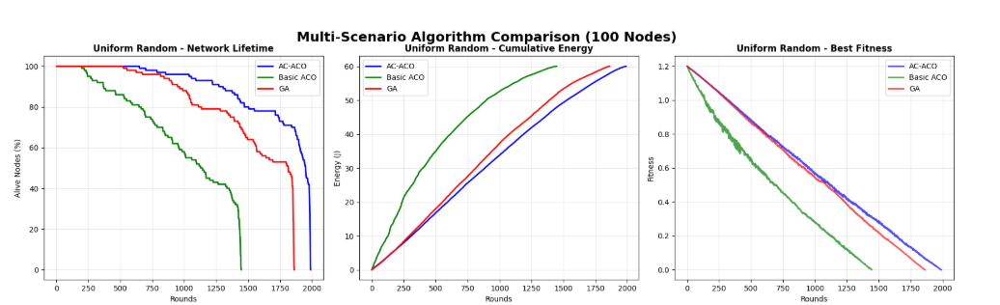 Multi-Scenario Algorithm Comparison (100 Nodes)
Uniform Random - Network Lifetime
100
80
60
40
20
0
0 250 500 750 1000 1250 1500 1750 2000
Alive Nodes (%)
Rounds
AC-ACO
Basic ACO
GA
Uniform Random - Cumulative Energy
60
50
40
30
20
10
0
0 250 500 750 1000 1250 1500 1750 2000
Energy (J)
Rounds
AC-ACO
Basic ACO
GA
Uniform Random - Best Fitness
1.2
1.0
0.8
0.6
0.4
0.2
0.0
0 250 500 750 1000 1250 1500 1750 2000
Fitness
Rounds
AC-ACO
Basic ACO
GA